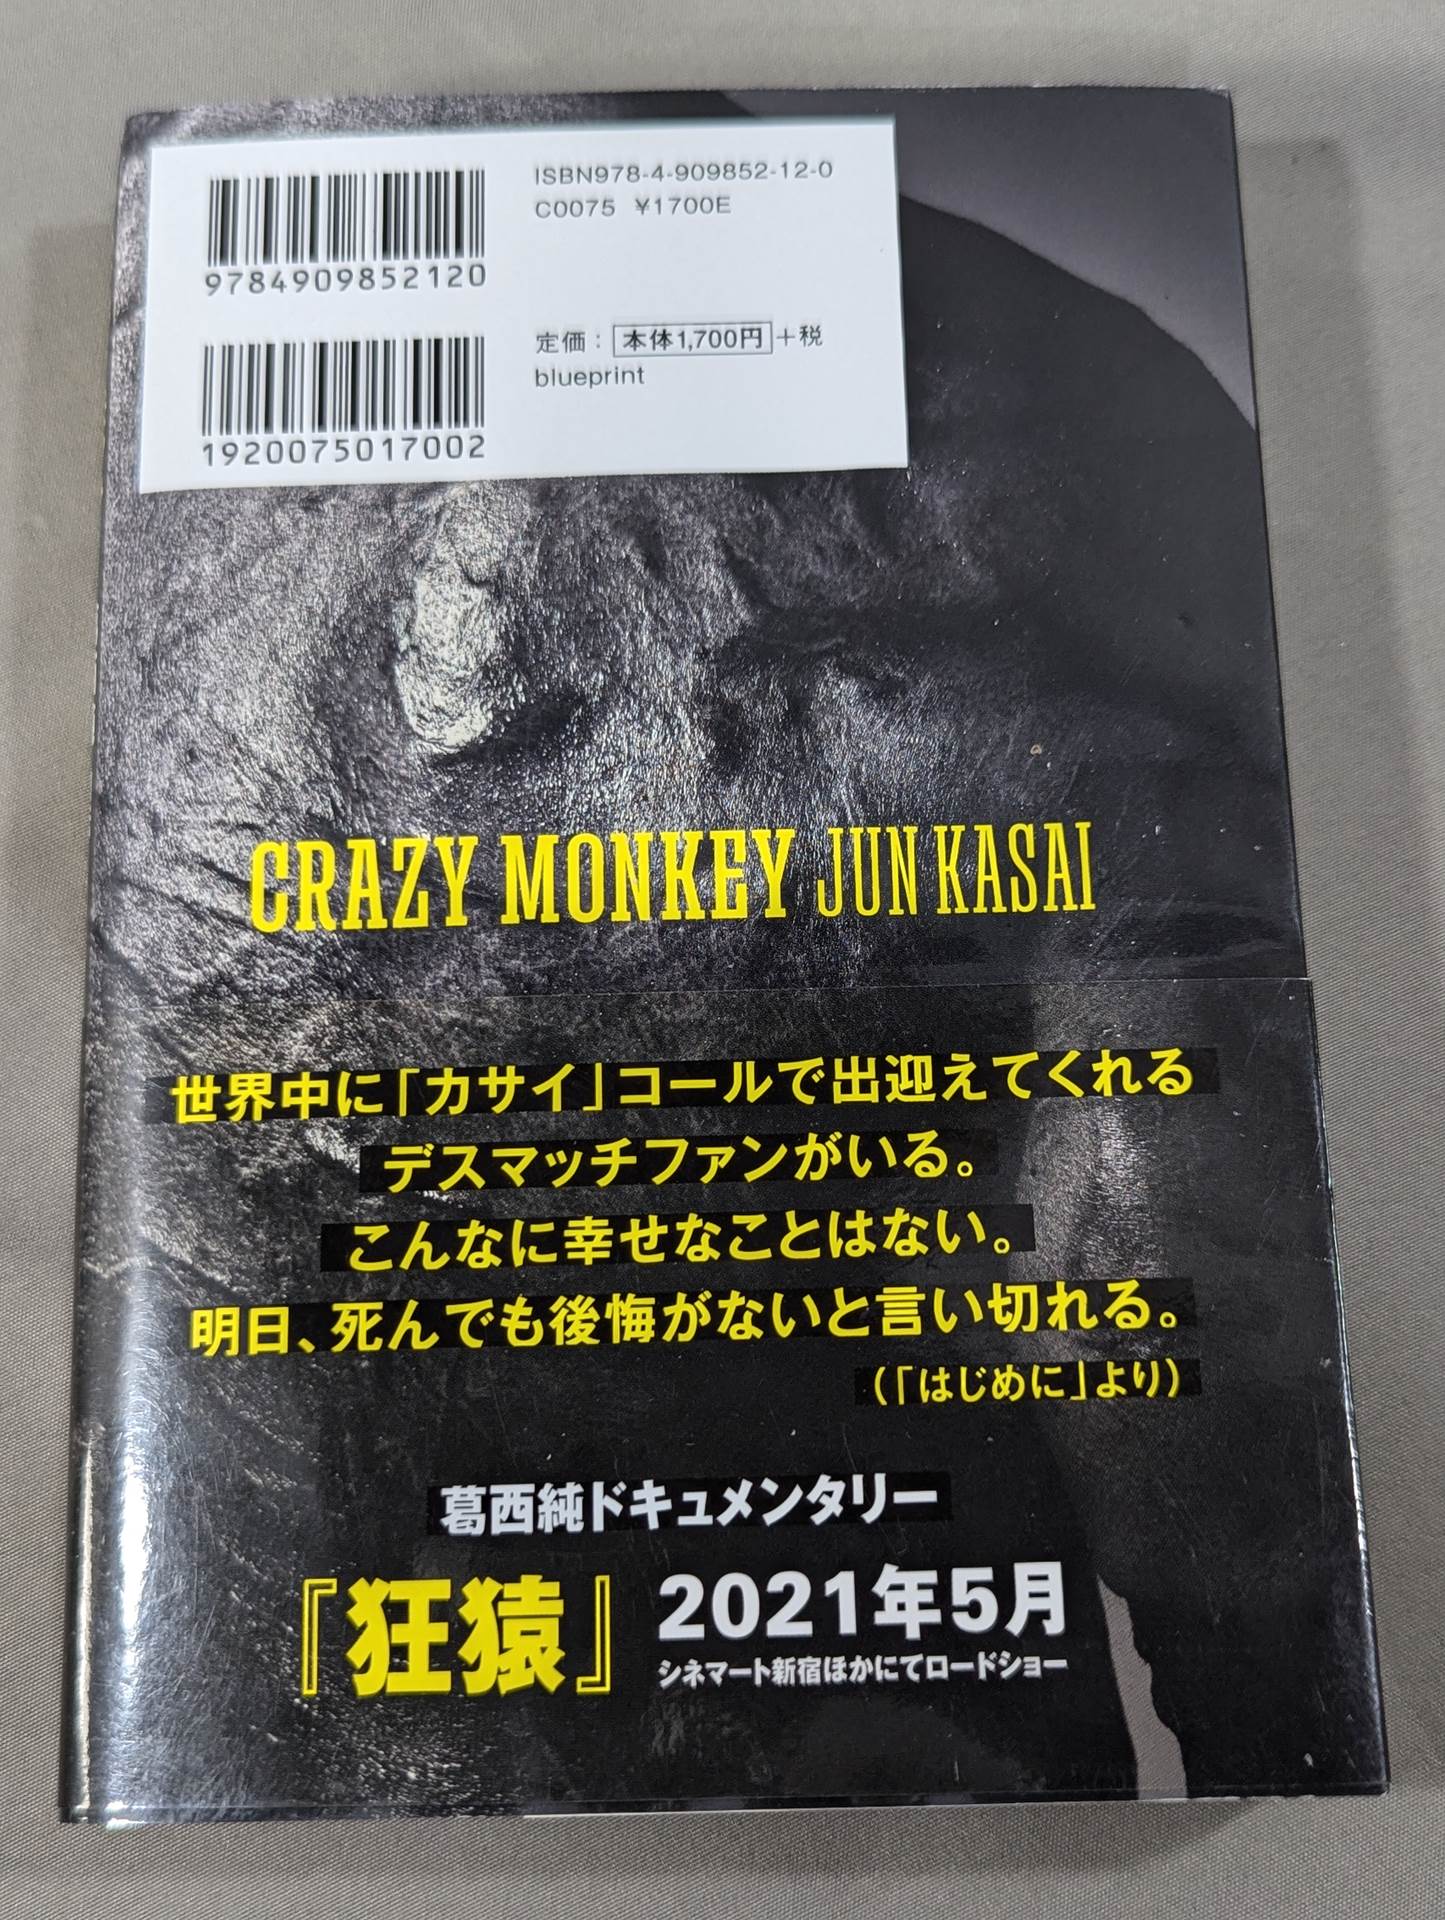 ISBN978-4-909852-12-0
C0075 ¥1700E
9784909852120
定価：本体1,700円＋税
blueprint
1920075017002
CRAZY MONKEY JUN KASAI
世界中に「カサイ」コールで出迎えてくれる
デスマッチファンがいる。
こんなに幸せなことはない。
明日、死んでも後悔がないと言い切れる。
（「はじめに」より）
葛西純ドキュメンタリー
『狂猿』 2021年5月
シネマート新宿ほかにてロードショー